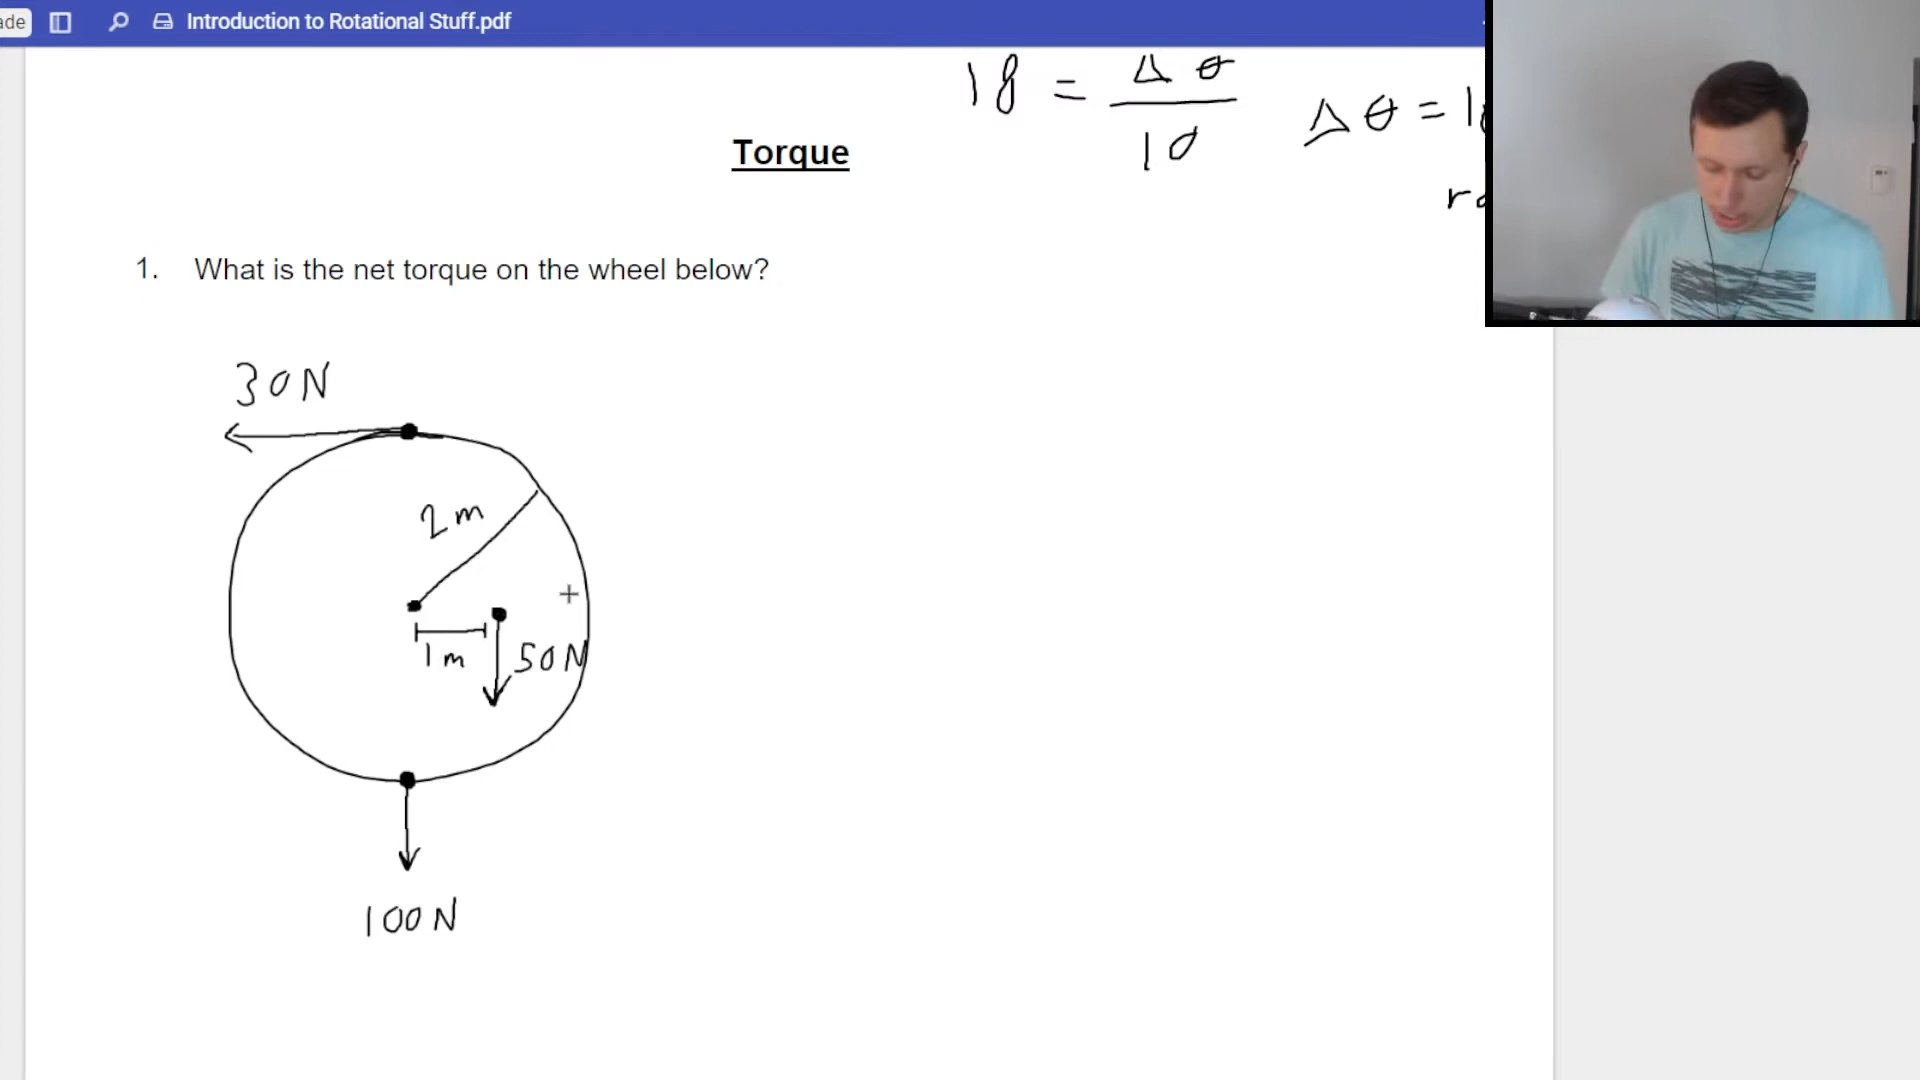 ade
Introduction to Rotational Stuff.pdf
18 = Δθ / 10
Δθ =
Torque
1. What is the net torque on the wheel below?
30N
2m
1m
50N
100N